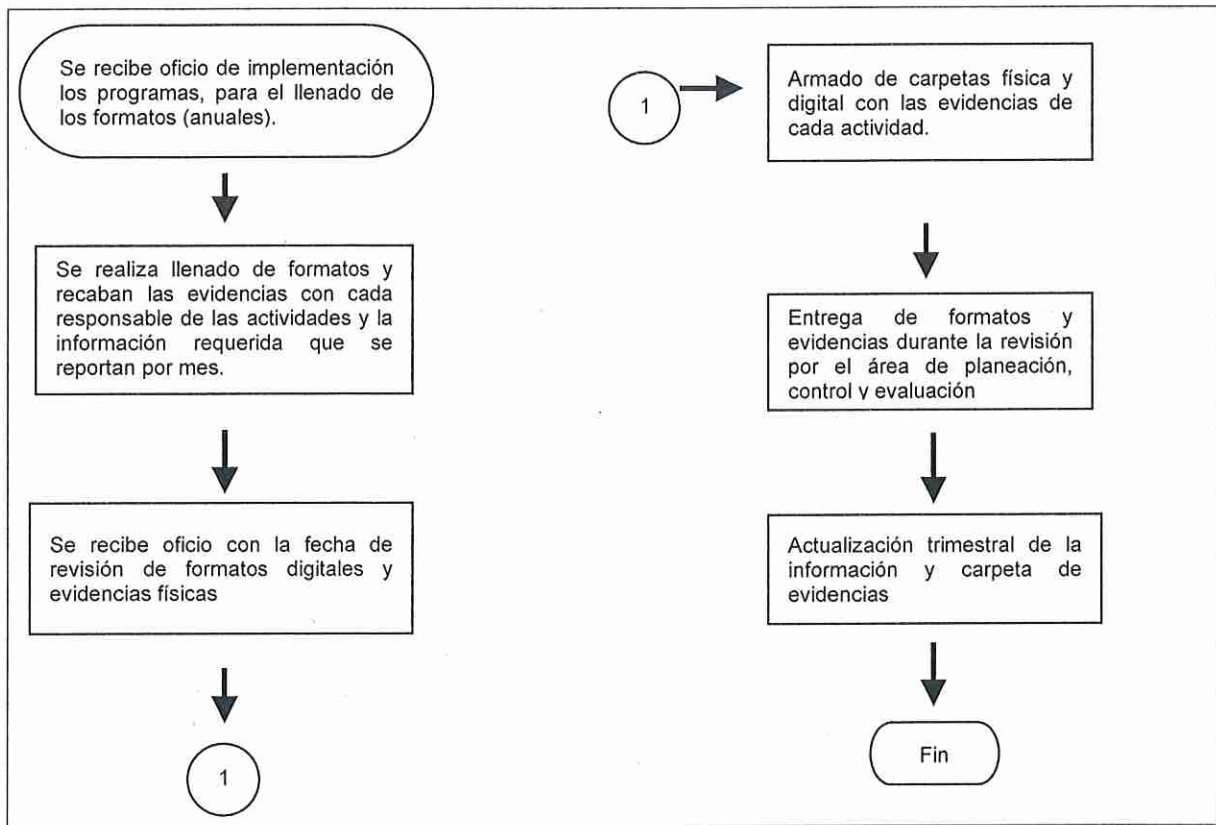 Se recibe oficio de implementación
los programas, para el llenado de
los formatos (anuales).
Se realiza llenado de formatos y
recaban las evidencias con cada
responsable de las actividades y la
información requerida que se
reportan por mes.
Se recibe oficio con la fecha de
revisión de formatos digitales y
evidencias físicas
1
1
Armado de carpetas física y
digital con las evidencias de
cada actividad.
Entrega de formatos y
evidencias durante la revisión
por el área de planeación,
control y evaluación
Actualización trimestral de la
información y carpeta de
evidencias
Fin